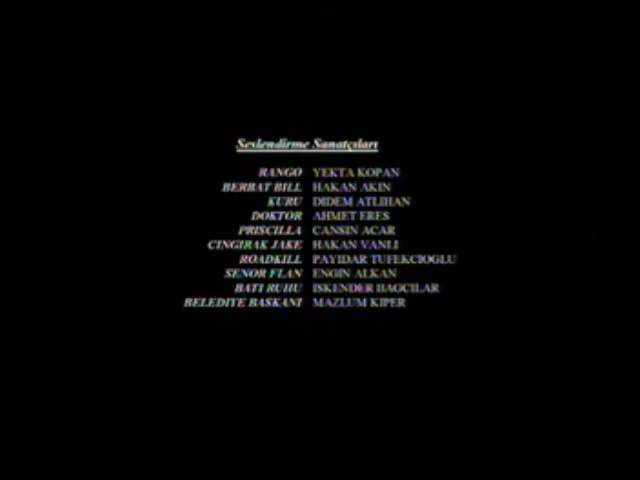 Seslendirme Sanatçıları
RANGO YEKTA KOPAN
BERBAT BILL HAKAN AKIN
KURU DIDEM ATLIHAN
DOKTOR AHMET ERES
PRISCILLA CANSIN ACAR
CINGIRAK JAKE HAKAN VANLI
ROADKILL PAYIDAR TUFEKCIOGLU
SENOR FLAN ENGIN ALKAN
BATI RUHU ISKENDER BAGCILAR
BELEDIYE BASKANI MAZLUM KIPER